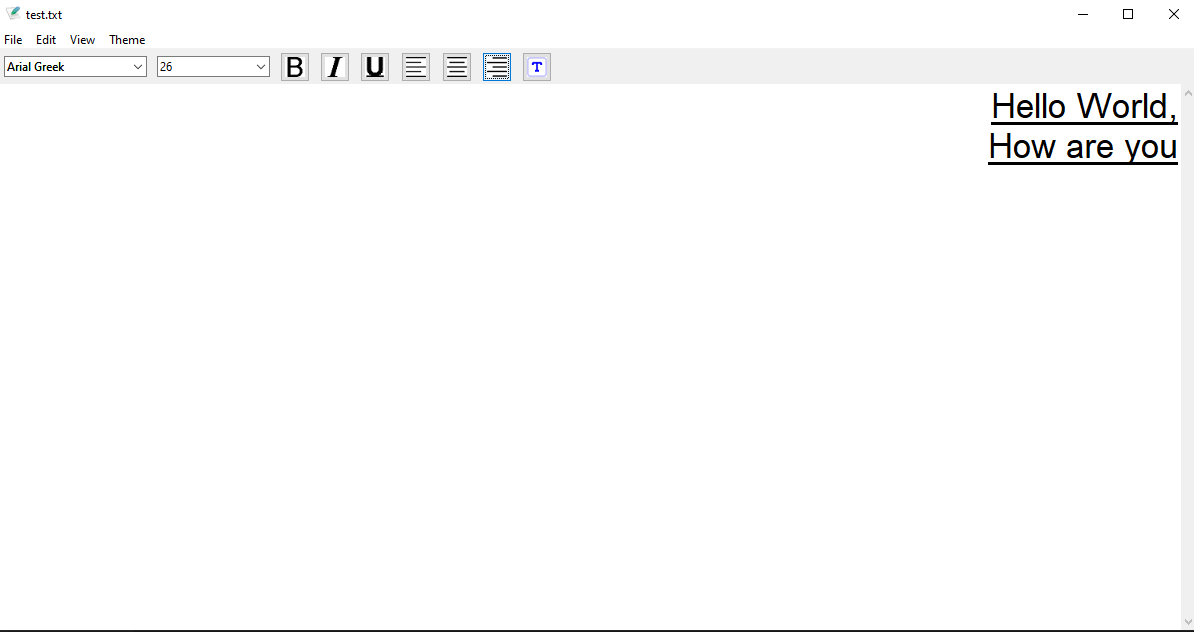 test.txt
File Edit View Theme
Arial Greek 26 B I U T
Hello World,
How are you